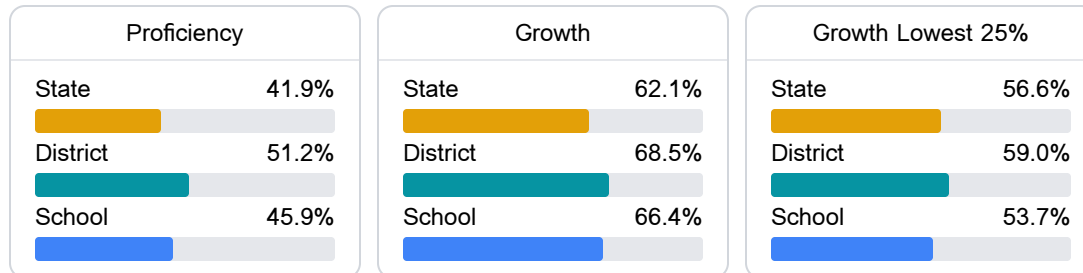 Proficiency
State 41.9%
District 51.2%
School 45.9%
Growth
State 62.1%
District 68.5%
School 66.4%
Growth Lowest 25%
State 56.6%
District 59.0%
School 53.7%